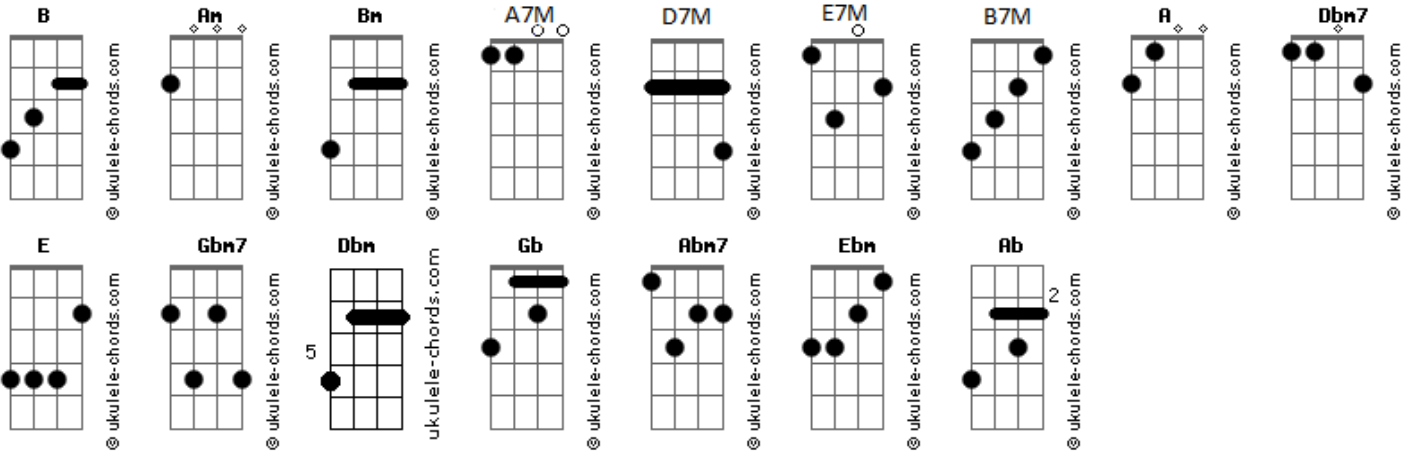 B Am Bm A7M D7M E7M B7M A Dbm7
© ukulele-chords.com © ukulele-chords.com © ukulele-chords.com © ukulele-chords.com © ukulele-chords.com © ukulele-chords.com © ukulele-chords.com © ukulele-chords.com © ukulele-chords.com
E Gbm7 Dbm Gb Abm7 Ebm Ab
2
5
© ukulele-chords.com © ukulele-chords.com ukulele-chords.com © ukulele-chords.com © ukulele-chords.com © ukulele-chords.com © ukulele-chords.com